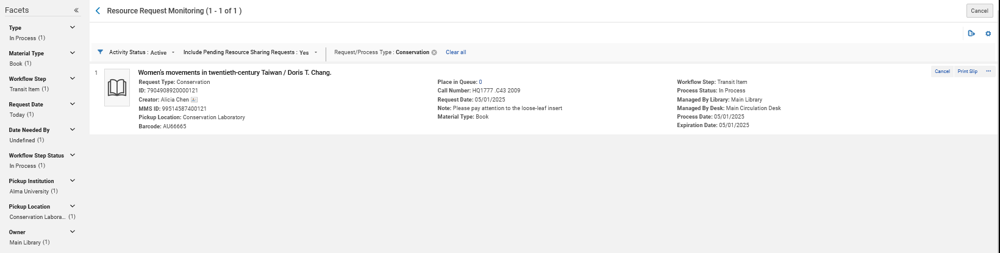 Facets
Type
In Process (1)
Material Type
Book (1)
Workflow Step
Transit Item (1)
Request Date
Today (1)
Date Needed By
Undefined (1)
Workflow Step Status
In Process (1)
Pickup Institution
Alma University (1)
Pickup Location
Conservation Labora... (1)
Owner
Main Library (1)
Resource Request Monitoring (1 - 1 of 1 )
Cancel
Activity Status : Active Include Pending Resource Sharing Requests : Yes Request/Process Type : Conservation Clear all
1 Women's movements in twentieth-century Taiwan / Doris T. Chang.
Cancel Print Slip ...
Request Type: Conservation
ID: 7904908920000121
Creator: Alicia Chen
MMS ID: 99514587400121
Pickup Location: Conservation Laboratory
Barcode: AU66665
Place in Queue: 0
Call Number: HQ1777 .C43 2009
Request Date: 05/01/2025
Note: Please pay attention to the loose-leaf insert
Material Type: Book
Workflow Step: Transit Item
Process Status: In Process
Managed By Library: Main Library
Managed By Desk: Main Circulation Desk
Process Date: 05/01/2025
Expiration Date: 05/01/2025